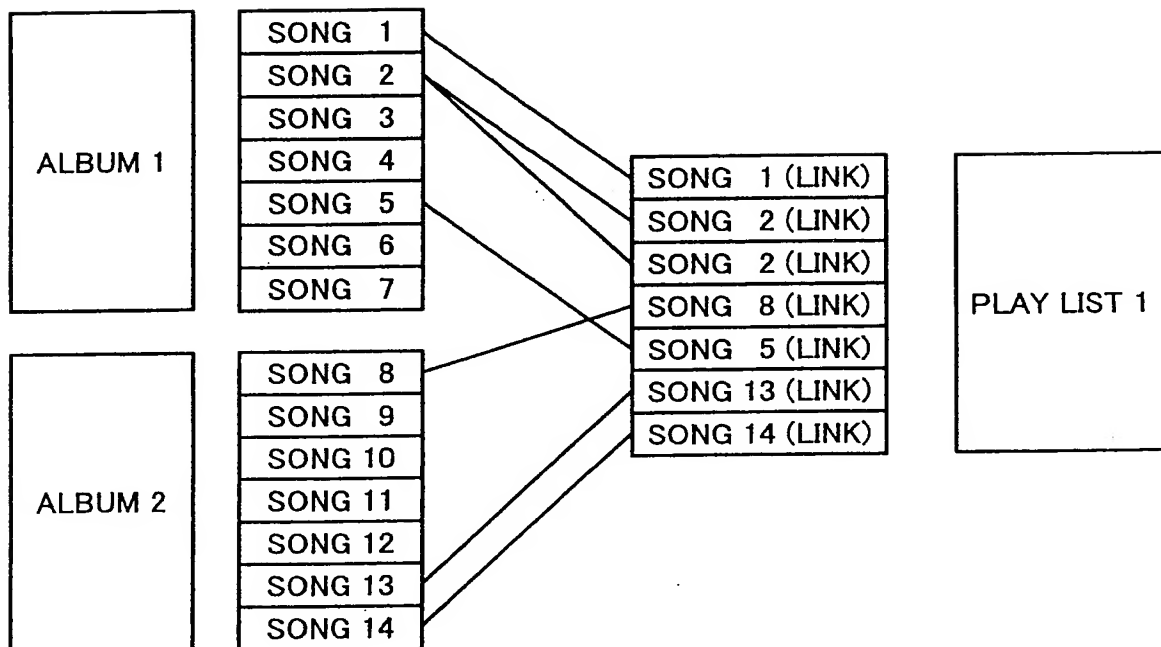 ALBUM 1
SONG 1
SONG 2
SONG 3
SONG 4
SONG 5
SONG 6
SONG 7
ALBUM 2
SONG 8
SONG 9
SONG 10
SONG 11
SONG 12
SONG 13
SONG 14
SONG 1 (LINK)
SONG 2 (LINK)
SONG 2 (LINK)
SONG 8 (LINK)
SONG 5 (LINK)
SONG 13 (LINK)
SONG 14 (LINK)
PLAY LIST 1